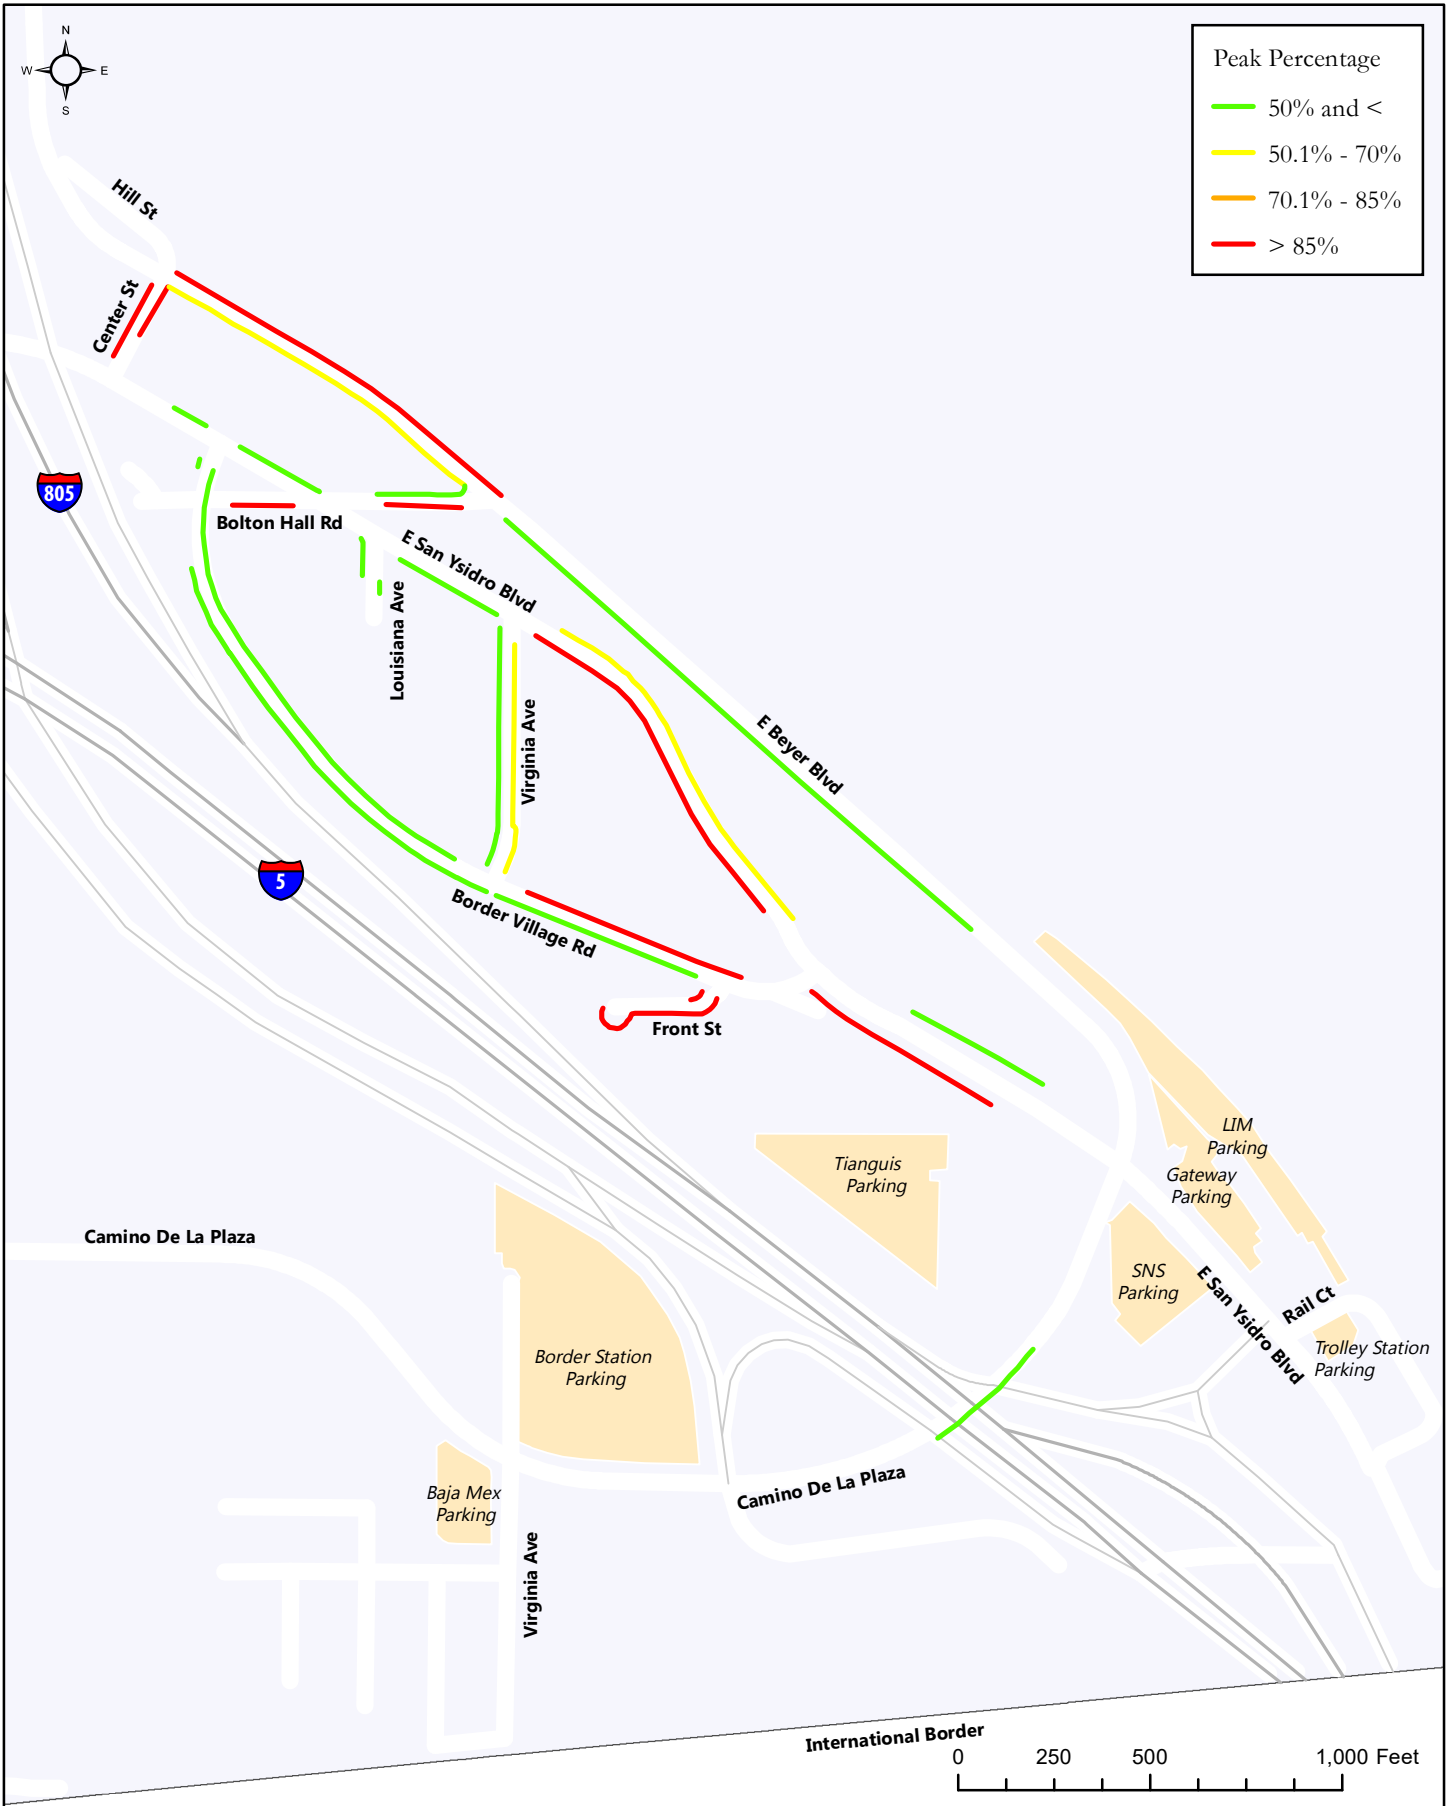 N
W
E
S
Peak Percentage
50% and <
50.1% - 70%
70.1% - 85%
> 85%
Hill St
Center St
805
Bolton Hall Rd
E San Ysidro Blvd
Louisiana Ave
Virginia Ave
E Beyer Blvd
5
Border Village Rd
Front St
LIM
Parking
Tianguis
Parking
Gateway
Parking
Camino De La Plaza
SNS
Parking
E San Ysidro Blvd
Rail Ct
Trolley Station
Parking
Border Station
Parking
Baja Mex
Parking
Camino De La Plaza
Virginia Ave
International Border
0
250
500
1,000 Feet